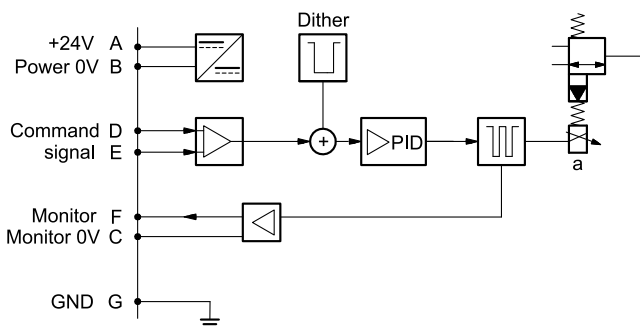 Dither
+24V A
Power 0V B
Command D
signal E
PID
a
Monitor F
Monitor 0V C
GND G